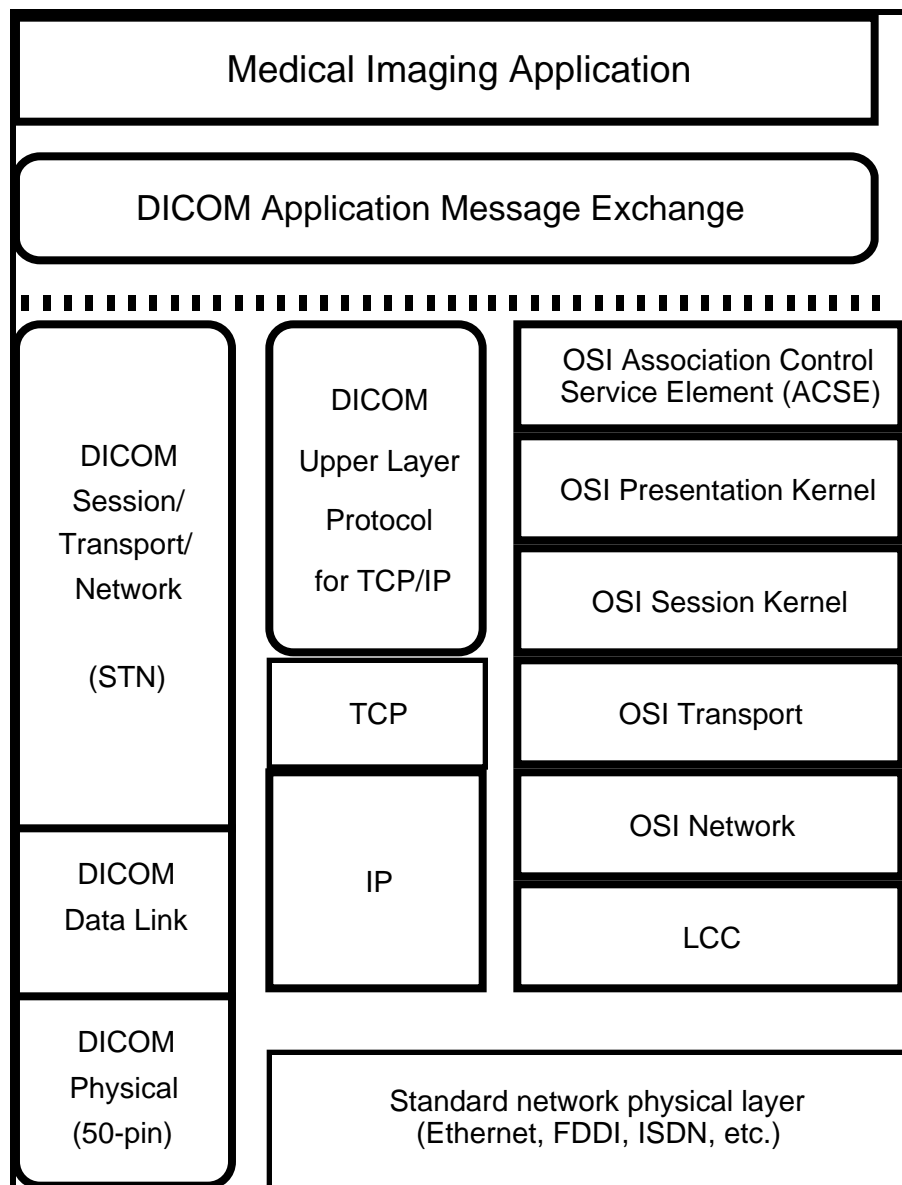 Medical Imaging Application
DICOM Application Message Exchange
DICOM
Session/
Transport/
Network
(STN)
DICOM
Data Link
DICOM
Physical
(50-pin)
DICOM
Upper Layer
Protocol
for TCP/IP
TCP
IP
OSI Association Control
Service Element (ACSE)
OSI Presentation Kernel
OSI Session Kernel
OSI Transport
OSI Network
LCC
Standard network physical layer
(Ethernet, FDDI, ISDN, etc.)